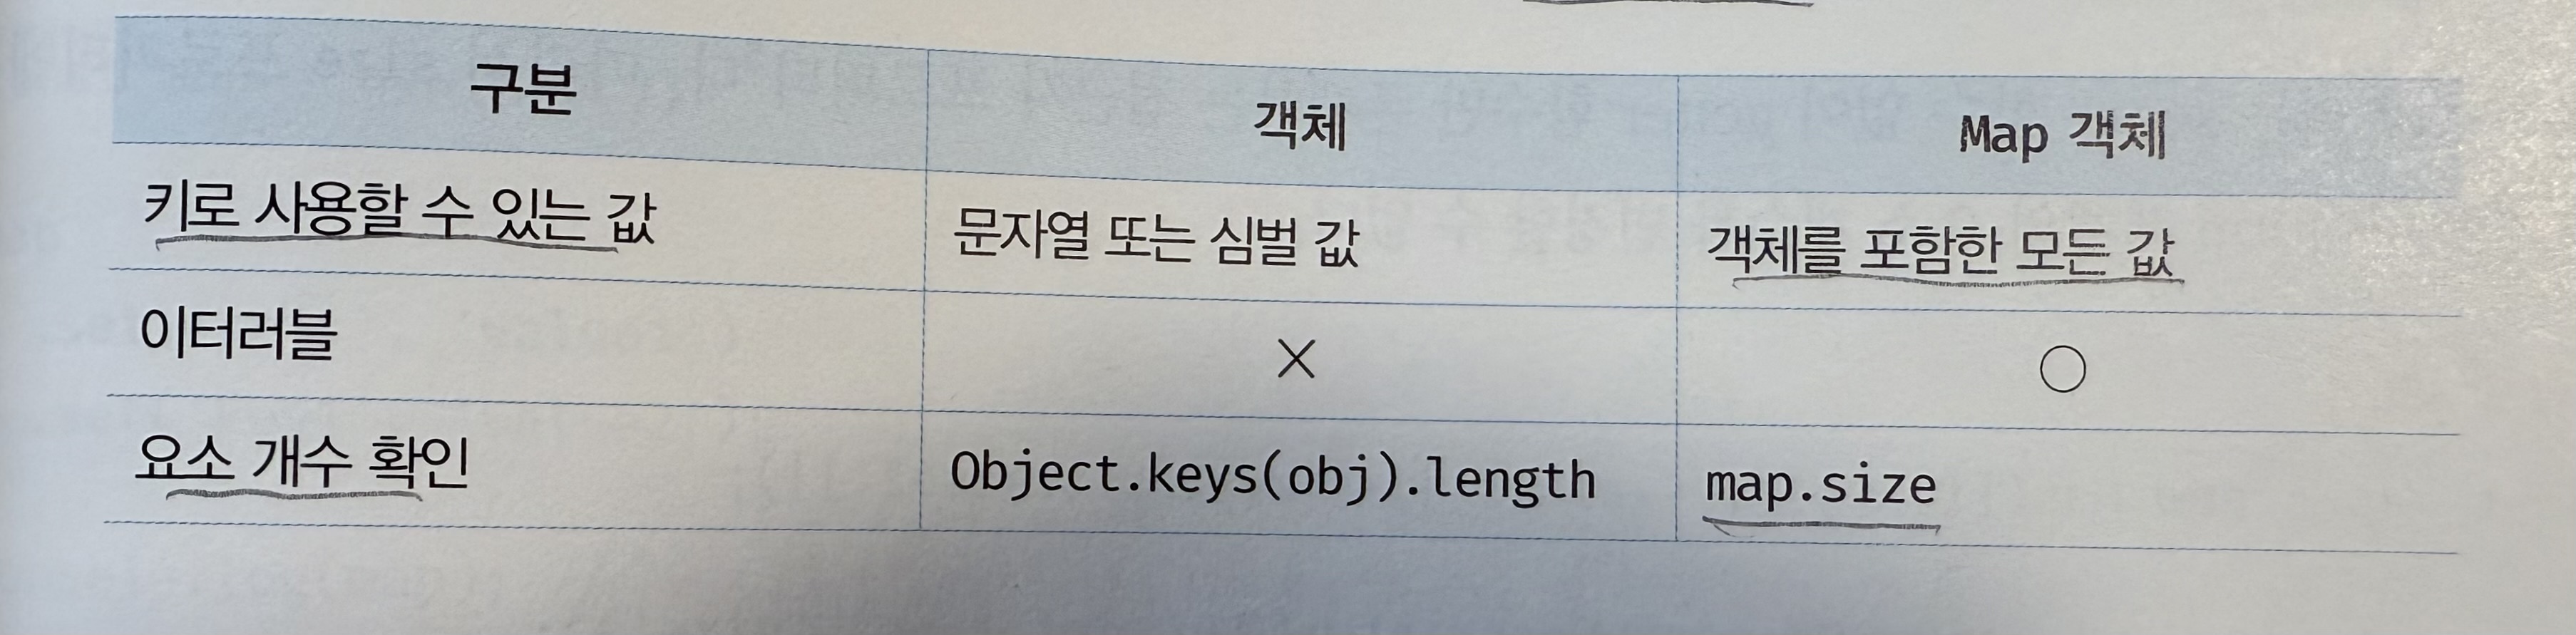 구분 객체 Map 객체
키로 사용할 수 있는 값 문자열 또는 심벌 값 객체를 포함한 모든 값
이터러블 × ○
요소 개수 확인 Object.keys(obj).length map.size